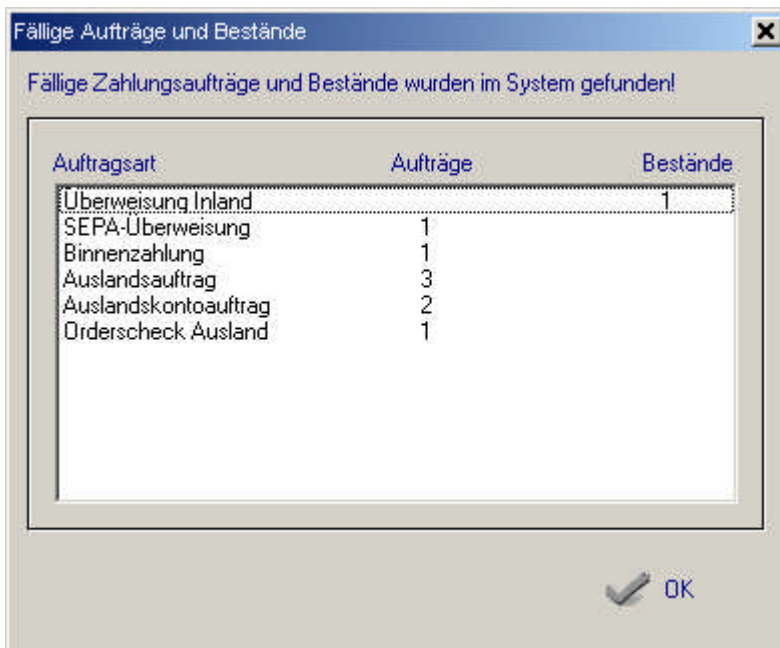 Fällige Aufträge und Bestände
Fällige Zahlungsaufträge und Bestände wurden im System gefunden!
Auftragsart Aufträge Bestände
Überweisung Inland 1
SEPA-Überweisung 1
Binnenzahlung 1
Auslandsauftrag 3
Auslandskontoauftrag 2
Orderscheck Ausland 1
OK